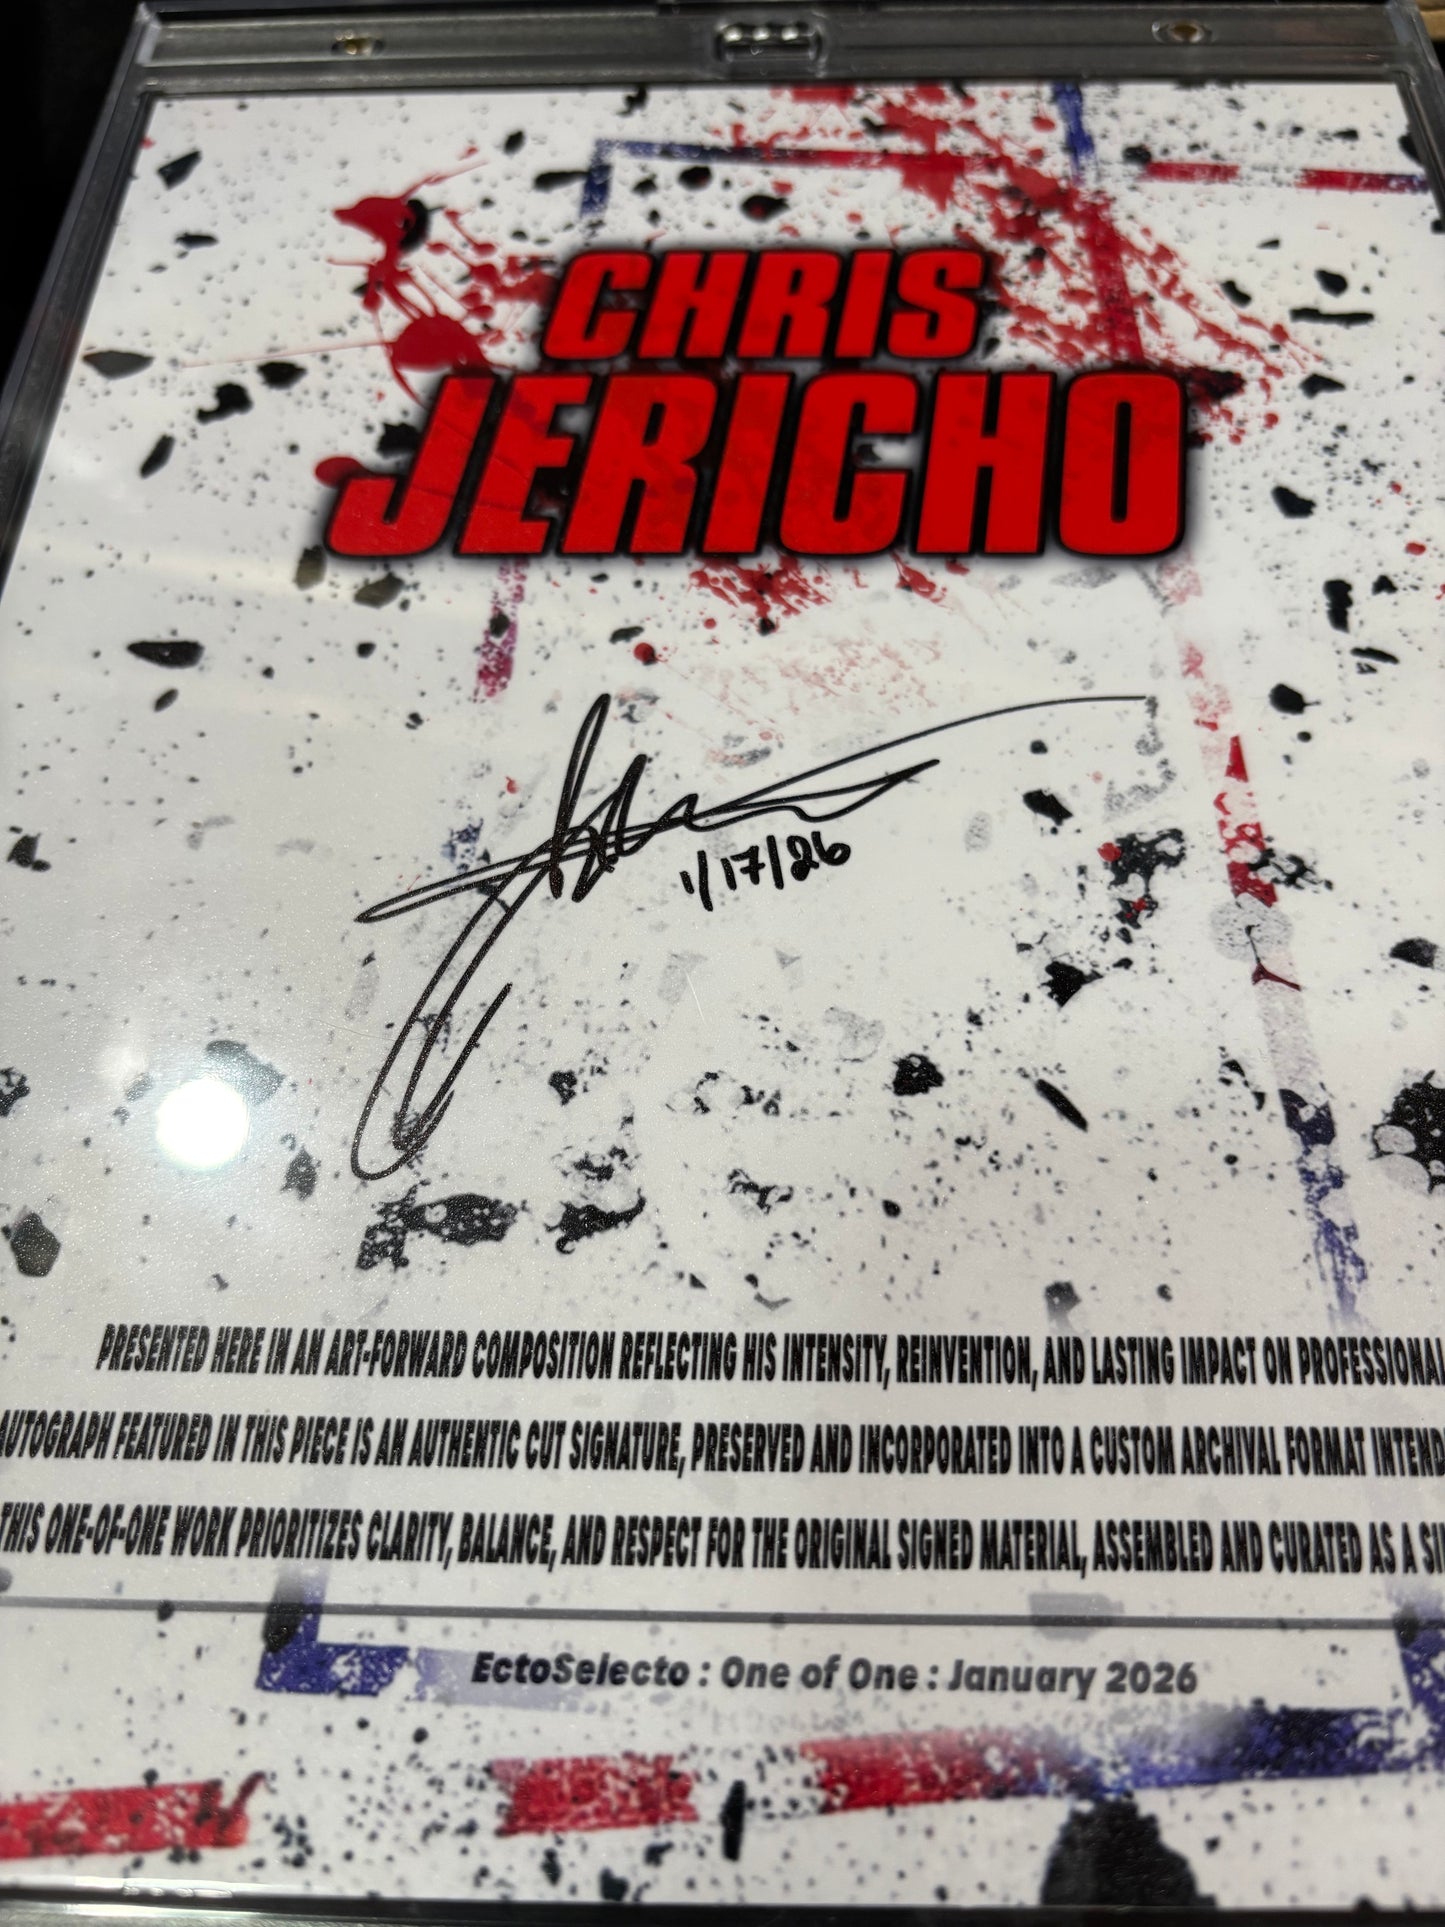 CHRIS
JERICHO
1/17/26
PRESENTED HERE IN AN ART-FORWARD COMPOSITION REFLECTING HIS INTENSITY, REINVENTION, AND LASTING IMPACT ON PROFESSIONAL
AUTOGRAPH FEATURED IN THIS PIECE IS AN AUTHENTIC CUT SIGNATURE, PRESERVED AND INCORPORATED INTO A CUSTOM ARCHIVAL FORMAT
THIS ONE-OF-ONE WORK PRIORITIZES CLARITY, BALANCE, AND RESPECT FOR THE ORIGINAL SIGNED MATERIAL, ASSEMBLED AND CURATED AS A
EctoSelecto : One of One : January 2026